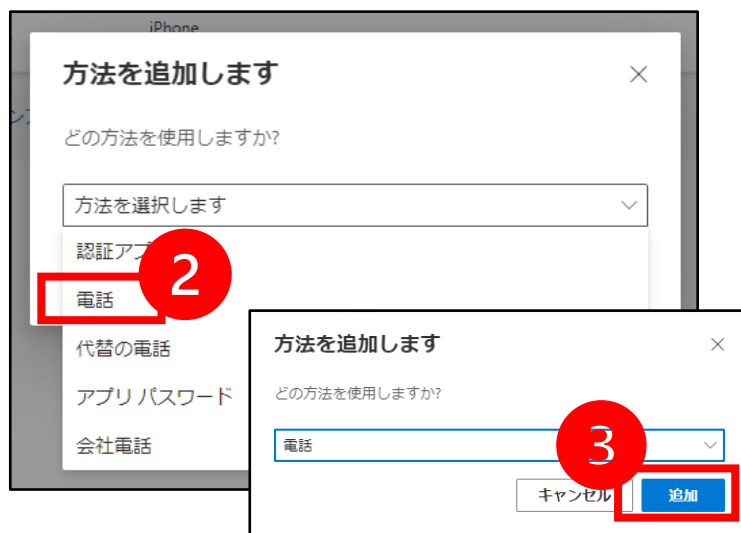 iPhone
方法を追加します
どの方法を使用しますか?
方法を選択します
認証アプ
2
電話
代替の電話
アプリ パスワード
会社電話
方法を追加します
どの方法を使用しますか?
電話
3
キャンセル
追加